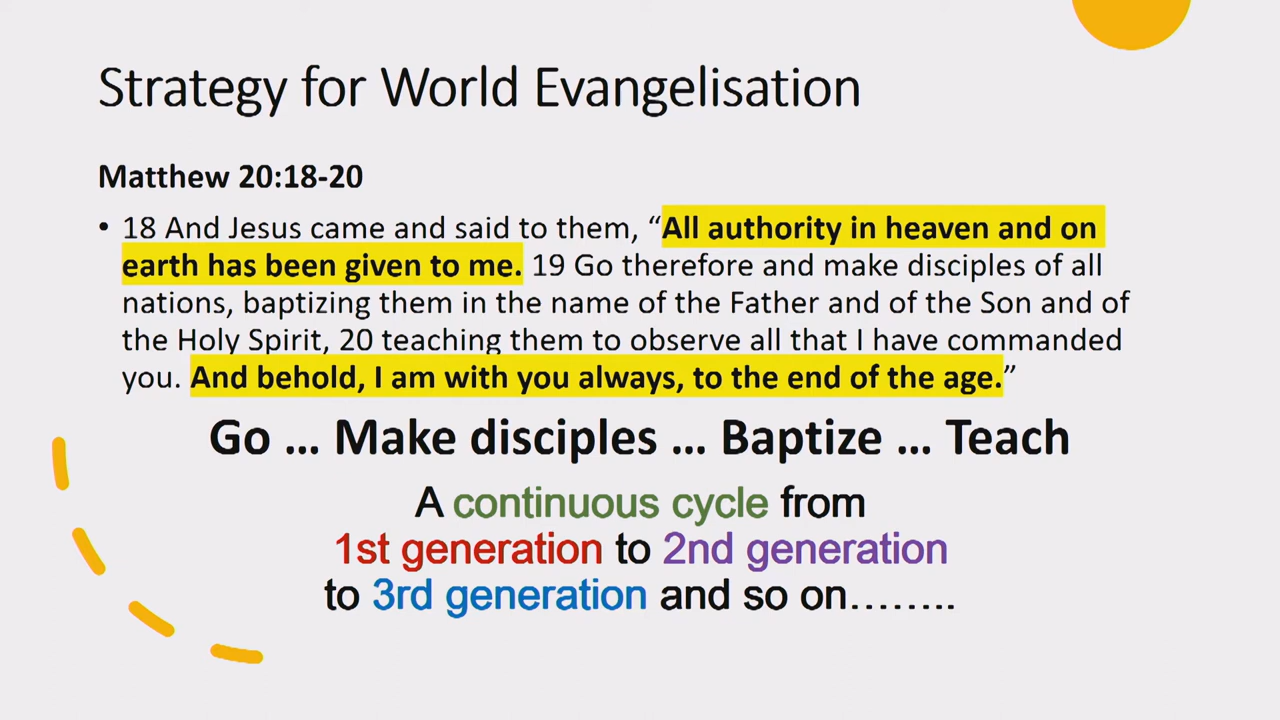 Strategy for World Evangelisation
Matthew 20:18-20
• 18 And Jesus came and said to them, “All authority in heaven and on
earth has been given to me. 19 Go therefore and make disciples of all
nations, baptizing them in the name of the Father and of the Son and of
the Holy Spirit, 20 teaching them to observe all that I have commanded
you. And behold, I am with you always, to the end of the age.”
Go ... Make disciples ... Baptize ... Teach
A continuous cycle from
1st generation to 2nd generation
to 3rd generation and so on……..